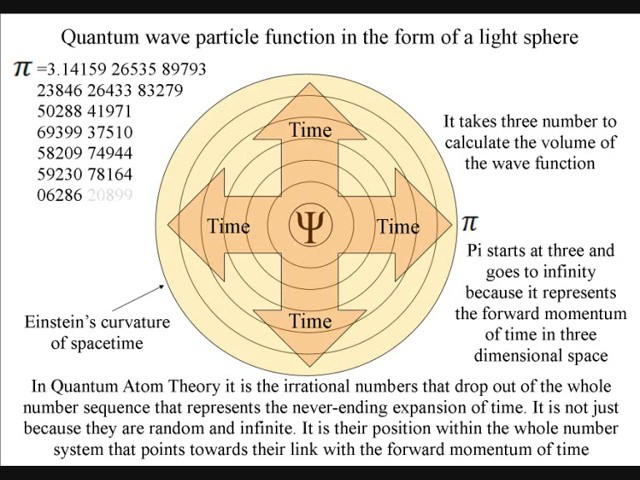 Quantum wave particle function in the form of a light sphere
π =3.14159 26535 89793
23846 26433 83279
50288 41971
69399 37510
58209 74944
59230 78164
06286 20899
Time
It takes three number to
calculate the volume of
the wave function
Time
Ψ
Time
π
Pi starts at three and
goes to infinity
because it represents
the forward momentum
of time in three
dimensional space
Einstein's curvature
of spacetime
Time
In Quantum Atom Theory it is the irrational numbers that drop out of the whole
number sequence that represents the never-ending expansion of time. It is not just
because they are random and infinite. It is their position within the whole number
system that points towards their link with the forward momentum of time